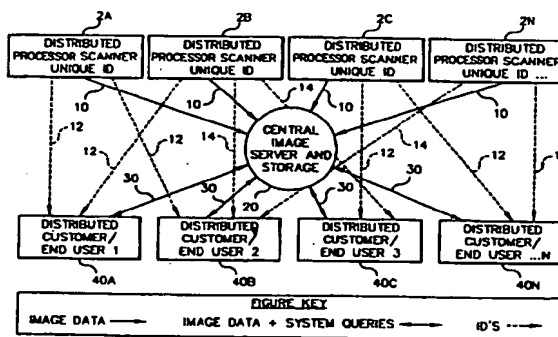 2A 2B 2C 2N
DISTRIBUTED PROCESSOR SCANNER UNIQUE ID
DISTRIBUTED PROCESSOR SCANNER UNIQUE ID
DISTRIBUTED PROCESSOR SCANNER UNIQUE ID
DISTRIBUTED PROCESSOR SCANNER UNIQUE ID ...
10 10 14 10 10
12 12 12 14 12 14 12
CENTRAL IMAGE SERVER AND STORAGE
30 30 20 30 30
DISTRIBUTED CUSTOMER/ END USER 1
DISTRIBUTED CUSTOMER/ END USER 2
DISTRIBUTED CUSTOMER/ END USER 3
DISTRIBUTED CUSTOMER/ END USER ...N
40A 40B 40C 40N
FIGURE KEY
IMAGE DATA IMAGE DATA + SYSTEM QUERIES ID'S